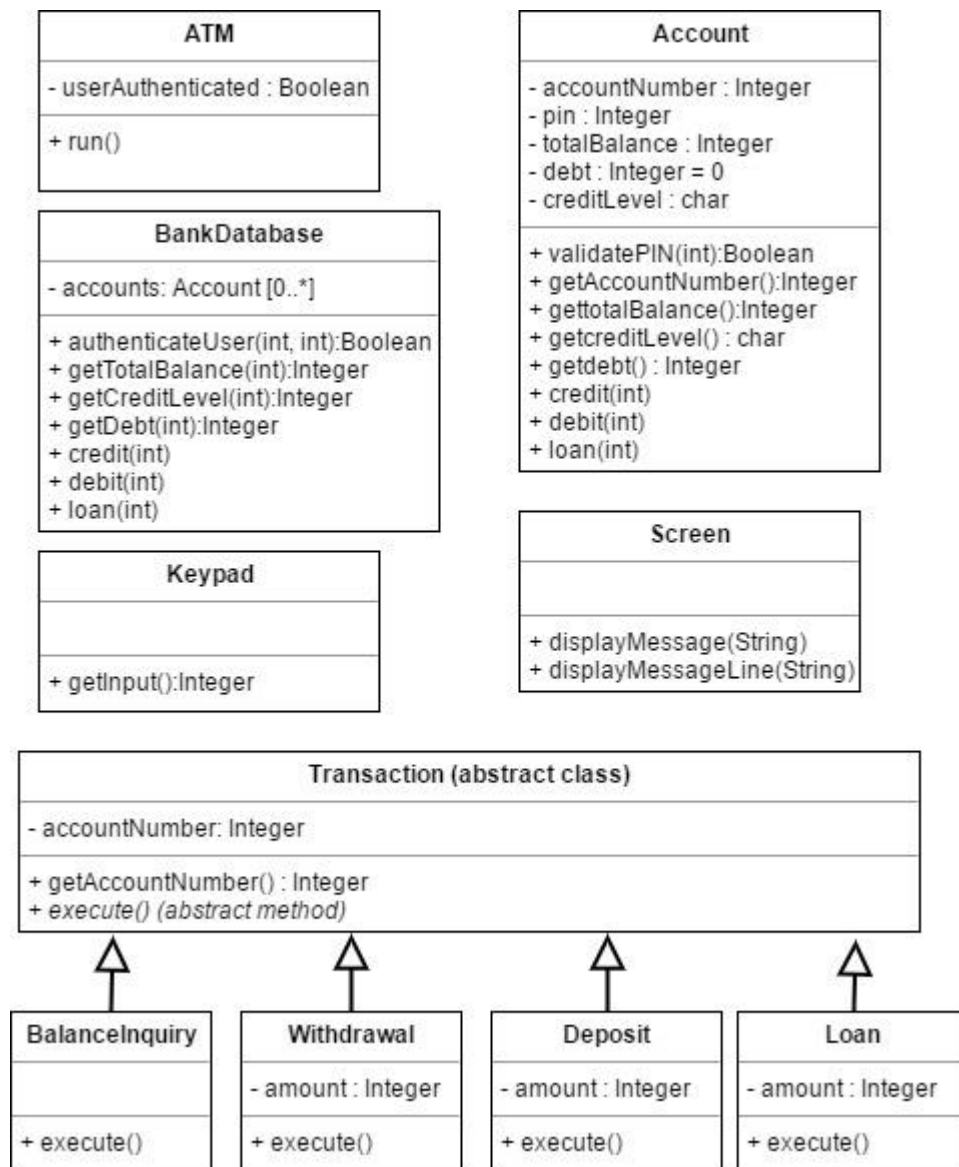 ATM
- userAuthenticated : Boolean
+ run()
Account
- accountNumber : Integer
- pin : Integer
- totalBalance : Integer
- debt : Integer = 0
- creditLevel : char
+ validatePIN(int):Boolean
+ getAccountNumber():Integer
+ gettotalBalance():Integer
+ getcreditLevel() : char
+ getdebt() : Integer
+ credit(int)
+ debit(int)
+ loan(int)
BankDatabase
- accounts: Account [0..*]
+ authenticateUser(int, int):Boolean
+ getTotalBalance(int):Integer
+ getCreditLevel(int):Integer
+ getDebt(int):Integer
+ credit(int)
+ debit(int)
+ loan(int)
Keypad
+ getInput():Integer
Screen
+ displayMessage(String)
+ displayMessageLine(String)
Transaction (abstract class)
- accountNumber: Integer
+ getAccountNumber() : Integer
+ execute() (abstract method)
BalanceInquiry
+ execute()
Withdrawal
- amount : Integer
+ execute()
Deposit
- amount : Integer
+ execute()
Loan
- amount : Integer
+ execute()